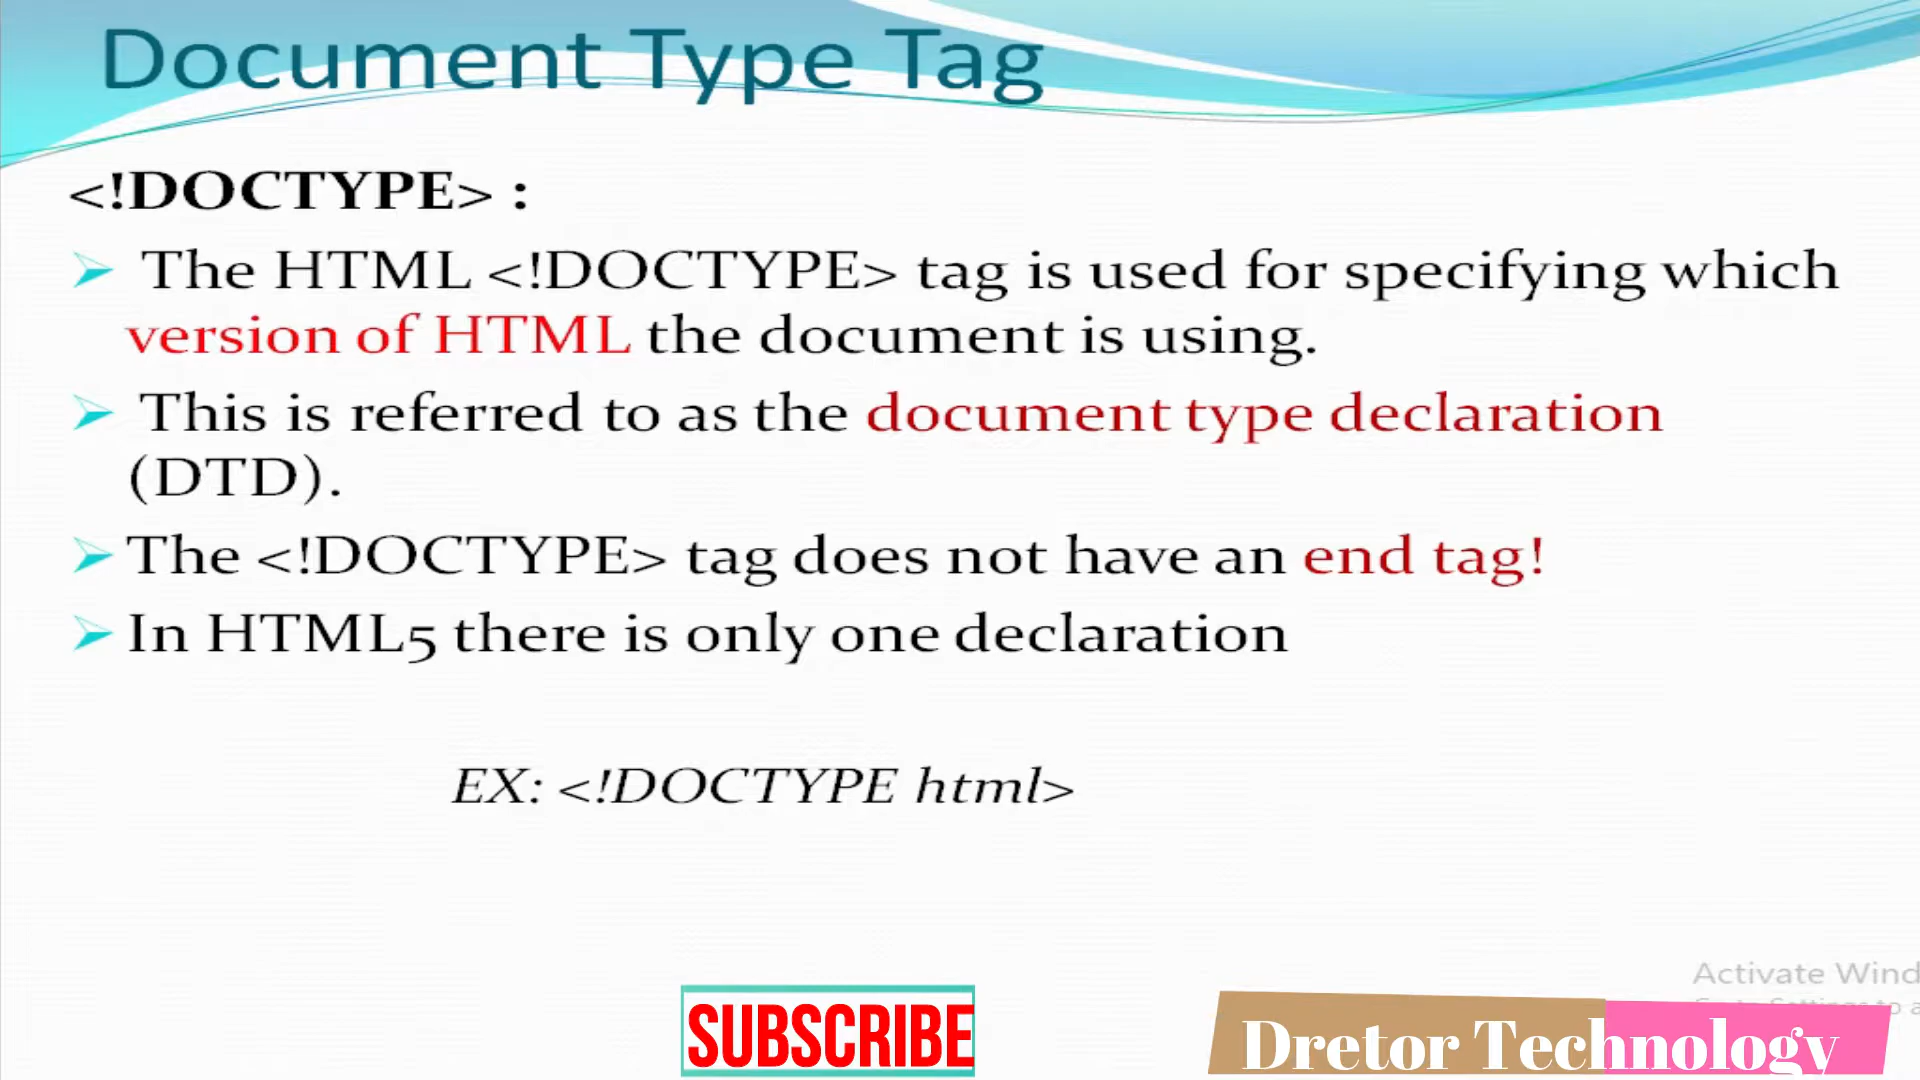 Document Type Tag
<!DOCTYPE> :
The HTML <!DOCTYPE> tag is used for specifying which
version of HTML the document is using.
This is referred to as the document type declaration
(DTD).
The <!DOCTYPE> tag does not have an end tag!
In HTML5 there is only one declaration
EX: <!DOCTYPE html>
Activate Wind
SUBSCRIBE
Dretor Technology